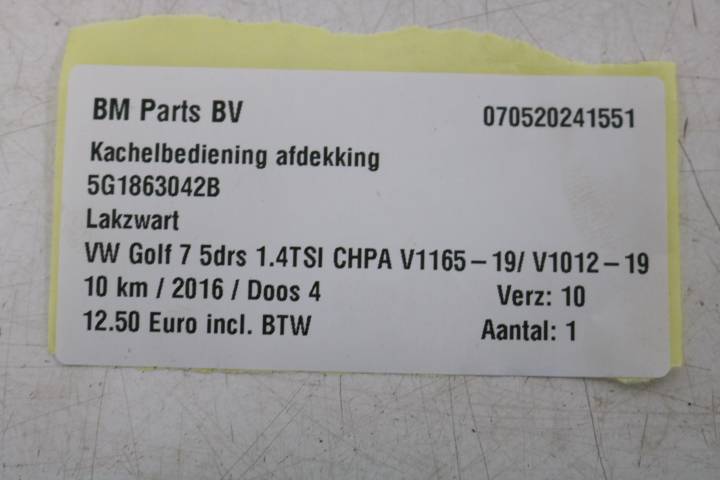 BM Parts BV 070520241551
Kachelbediening afdekking
5G1863042B
Lakzwart
VW Golf 7 5drs 1.4TSI CHPA V1165-19/ V1012-19
10 km / 2016 / Doos 4 Verz: 10
12.50 Euro incl. BTW Aantal: 1